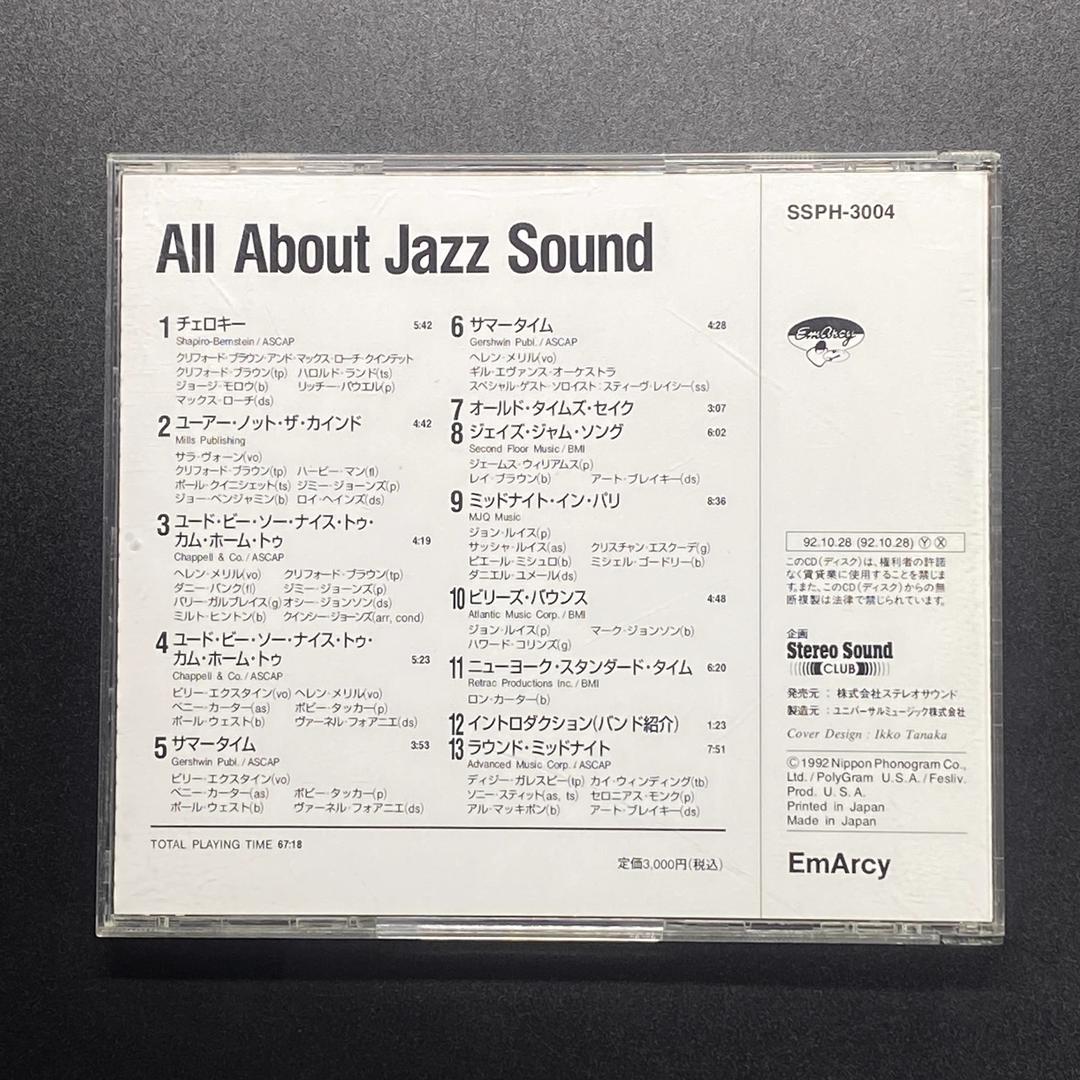 All About Jazz Sound
1 チェロキー 5:42
Shapiro-Bernstein / ASCAP
クリフォード・ブラウン・アンド・マックス・ローチ・クインテット
クリフォード・ブラウン(tp) ハロルド・ランド(ts)
ジョージ・モロウ(b) リッチー・パウエル(p)
マックス・ローチ(ds)
2 ユーアー・ノット・ザ・カインド 4:42
Mills Publishing
サラ・ヴォーン(vo)
クリフォード・ブラウン(tp) ハービー・マン(fl)
ポール・クイニシェット(ts) ジミー・ジョーンズ(p)
ジョー・ベンジャミン(b) ロイ・ヘインズ(ds)
3 ユード・ビー・ソー・ナイス・トゥ・
カム・ホーム・トゥ 4:19
Chappell & Co. / ASCAP
ヘレン・メリル(vo) クリフォード・ブラウン(tp)
ダニー・バンク(fl) ジミー・ジョーンズ(p)
バリー・ガルブレイス(g) オシー・ジョンソン(ds)
ミルト・ヒントン(b) クインシー・ジョーンズ(arr, cond)
4 ユード・ビー・ソー・ナイス・トゥ・
カム・ホーム・トゥ 5:23
Chappell & Co. / ASCAP
ビリー・エクスタイン(vo) ヘレン・メリル(vo)
ベニー・カーター(as) ボビー・タッカー(p)
ポール・ウェスト(b) ヴァーネル・フォアニエ(ds)
5 サマータイム 3:53
Gershwin Publ. / ASCAP
ビリー・エクスタイン(vo)
ベニー・カーター(as) ボビー・タッカー(p)
ポール・ウェスト(b) ヴァーネル・フォアニエ(ds)
6 サマータイム 4:28
Gershwin Publ. / ASCAP
ヘレン・メリル(vo)
ギル・エヴァンス・オーケストラ
スペシャル・ゲスト・ソロイスト：スティーヴ・レイシー(ss)
7 オールド・タイムズ・セイク 3:07
8 ジェイズ・ジャム・ソング 6:02
Second Floor Music / BMI
ジェームス・ウィリアムス(p)
レイ・ブラウン(b) アート・ブレイキー(ds)
9 ミッドナイト・イン・パリ 8:36
MJQ Music
ジョン・ルイス(p)
サッシャ・ルイス(as) クリスチャン・エスクーデ(g)
ピエール・ミシュロ(b) ミシェル・ゴードリー(b)
ダニエル・ユメール(ds)
10 ビリーズ・バウンス 4:48
Atlantic Music Corp. / BMI
ジョン・ルイス(p) マーク・ジョンソン(b)
ハワード・コリンズ(g)
11 ニューヨーク・スタンダード・タイム 6:20
Retrac Productions Inc. / BMI
ロン・カーター(b)
12 イントロダクション(バンド紹介) 1:23
13 ラウンド・ミッドナイト 7:51
Advanced Music Corp. / ASCAP
ディジー・ガレスピー(tp) カイ・ウィンディング(tb)
ソニー・スティット(as, ts) セロニアス・モンク(p)
アル・マッキボン(b) アート・ブレイキー(ds)
TOTAL PLAYING TIME 67:18
定価3,000円(税込)
SSPH-3004
EmArcy
92.10.28 (92.10.28) Ⓨ Ⓧ
このCD(ディスク)は、権利者の許諾
なく賃貸業に使用することを禁じま
す。また、このCD(ディスク)からの無
断複製は法律で禁じられています。
企画
Stereo Sound
CLUB
発売元：株式会社ステレオサウンド
製造元：ユニバーサルミュージック株式会社
Cover Design : Ikko Tanaka
Ⓒ1992 Nippon Phonogram Co.,
Ltd. / PolyGram U.S.A. / Fesliv.
Prod. U.S.A.
Printed in Japan
Made in Japan
EmArcy